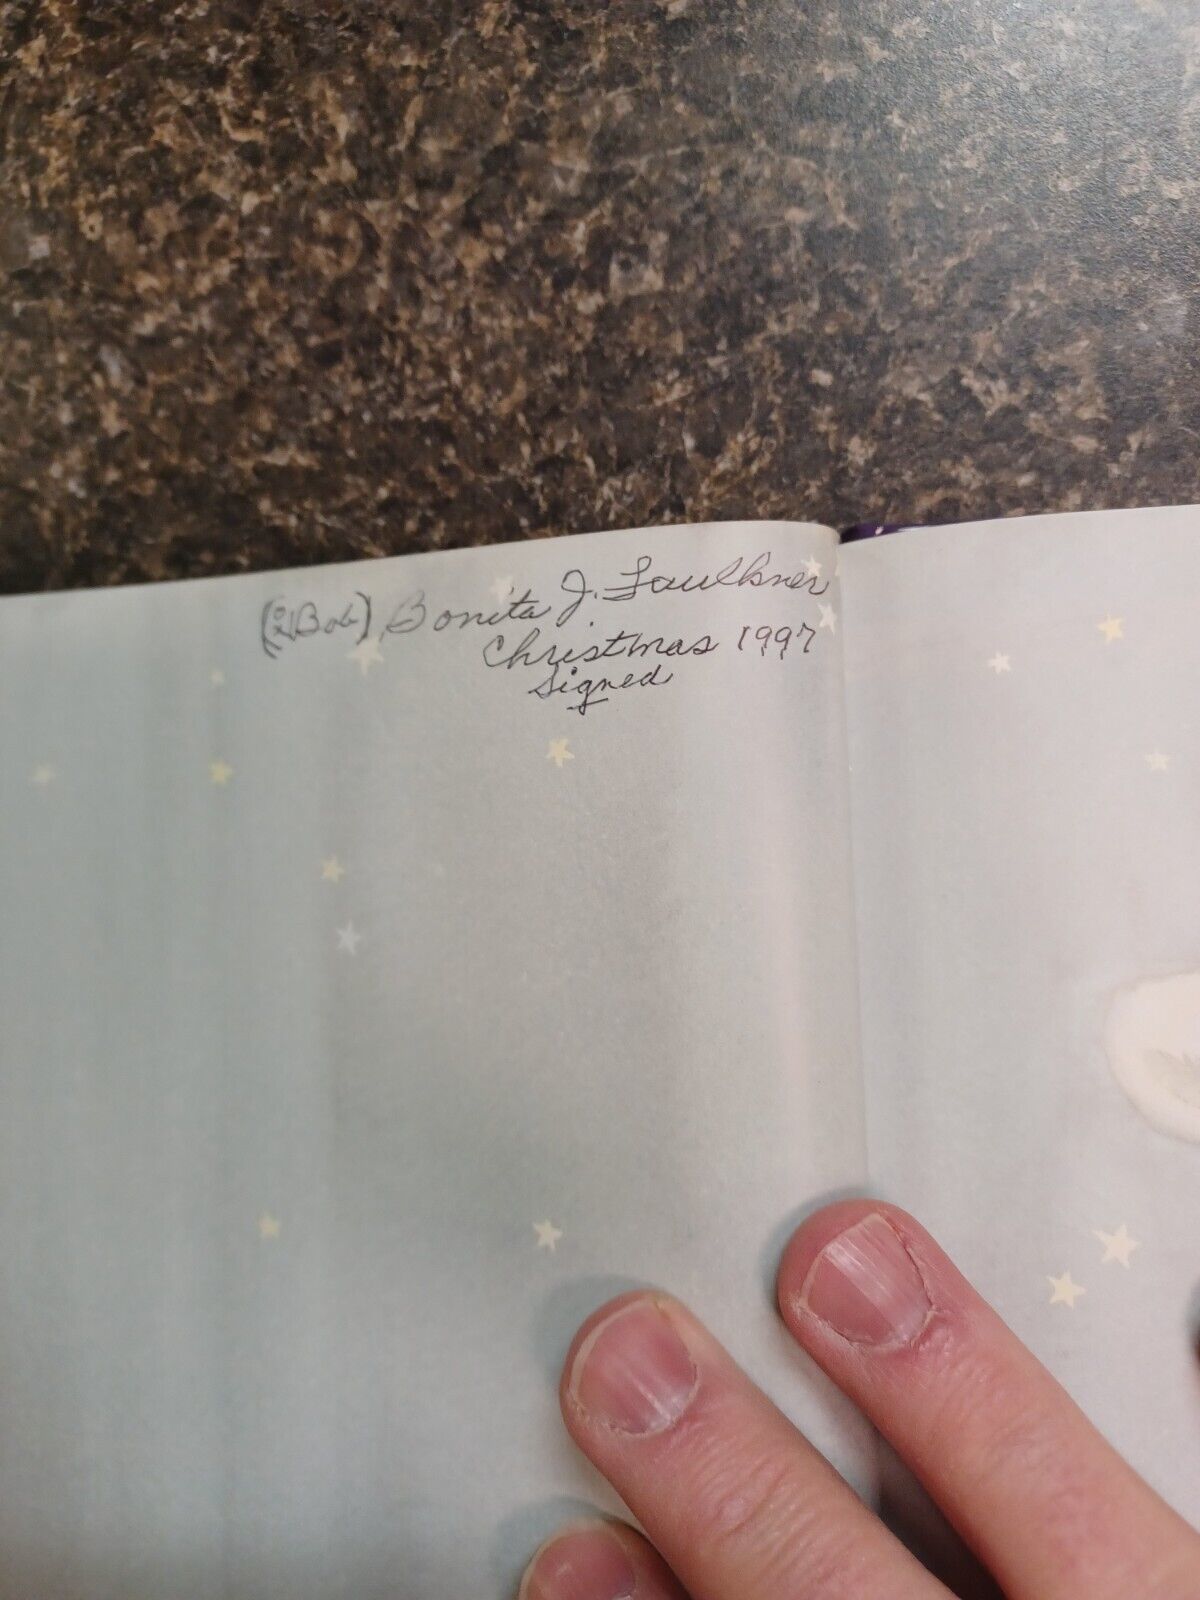 (Bob) Bonita J. Faulkner
Christmas 1997
Signed